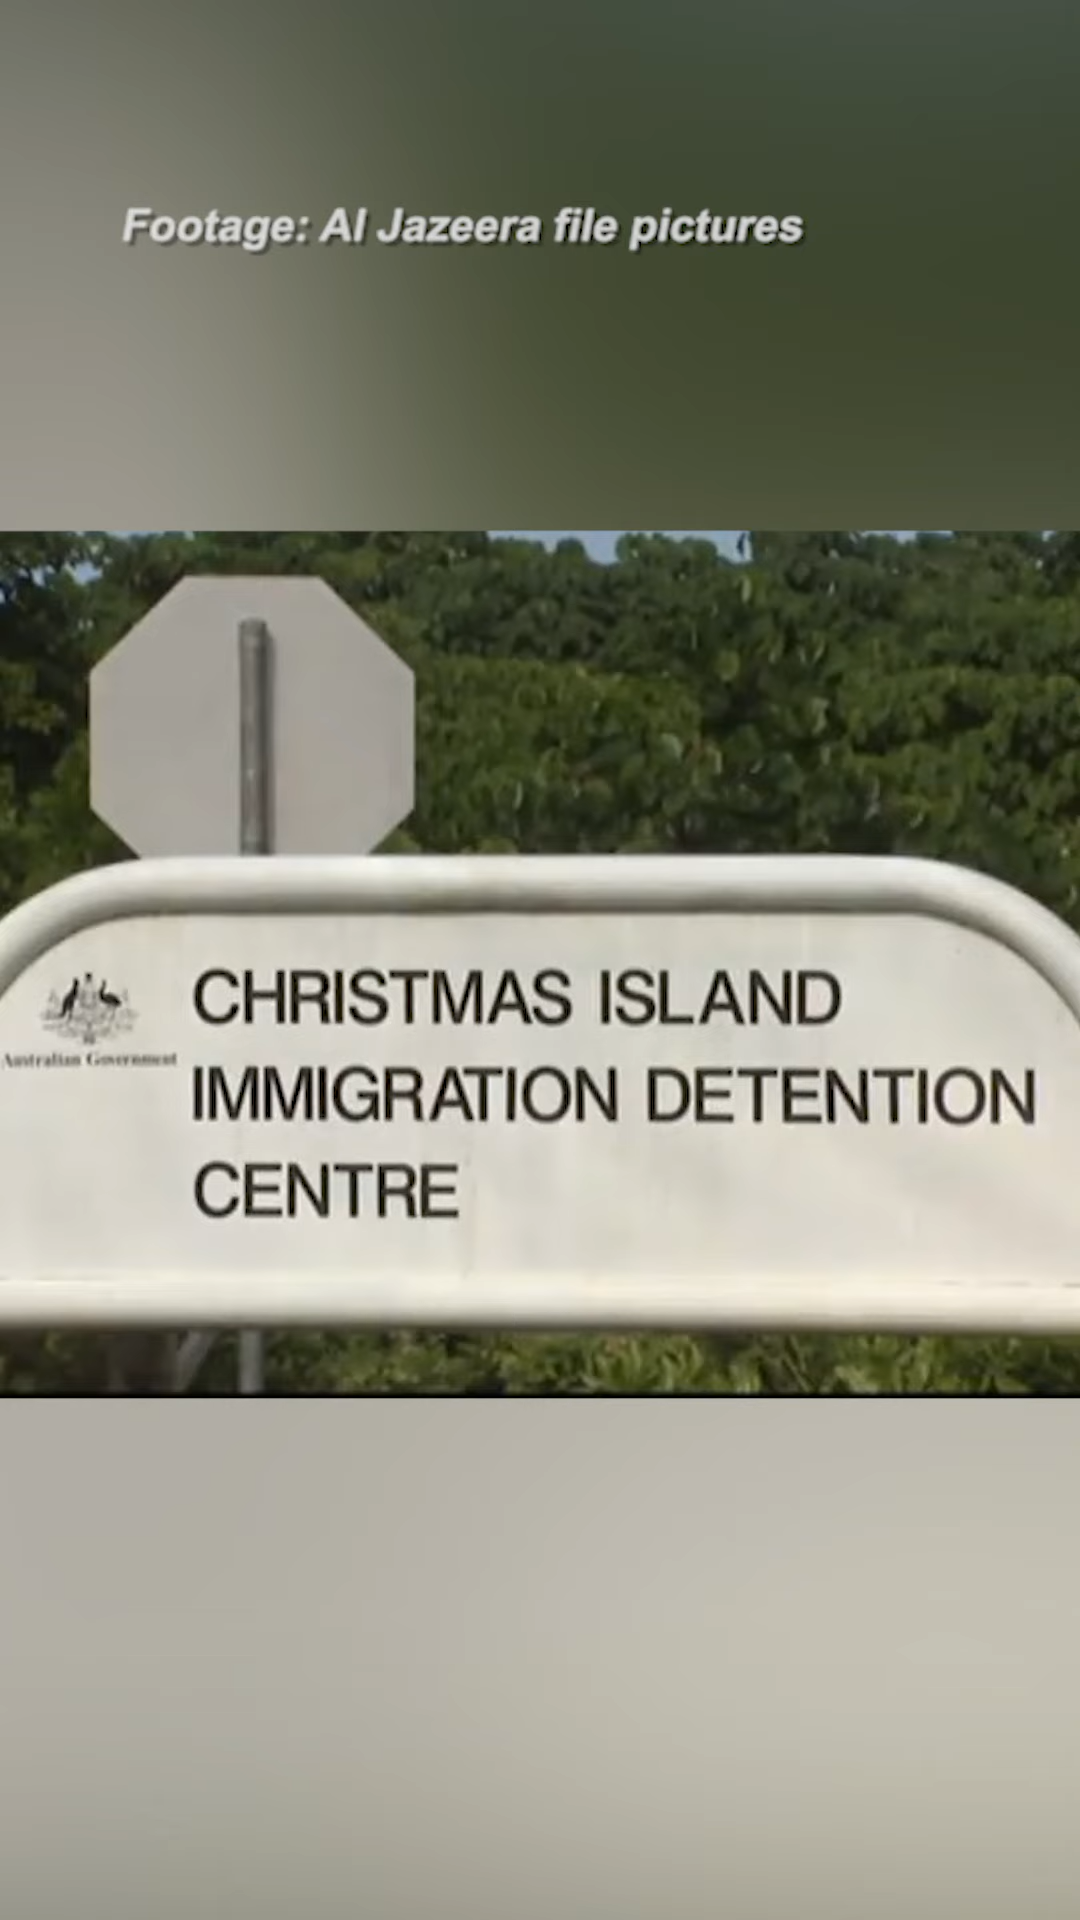 Footage: Al Jazeera file pictures
CHRISTMAS ISLAND
Australian Government
IMMIGRATION DETENTION
CENTRE